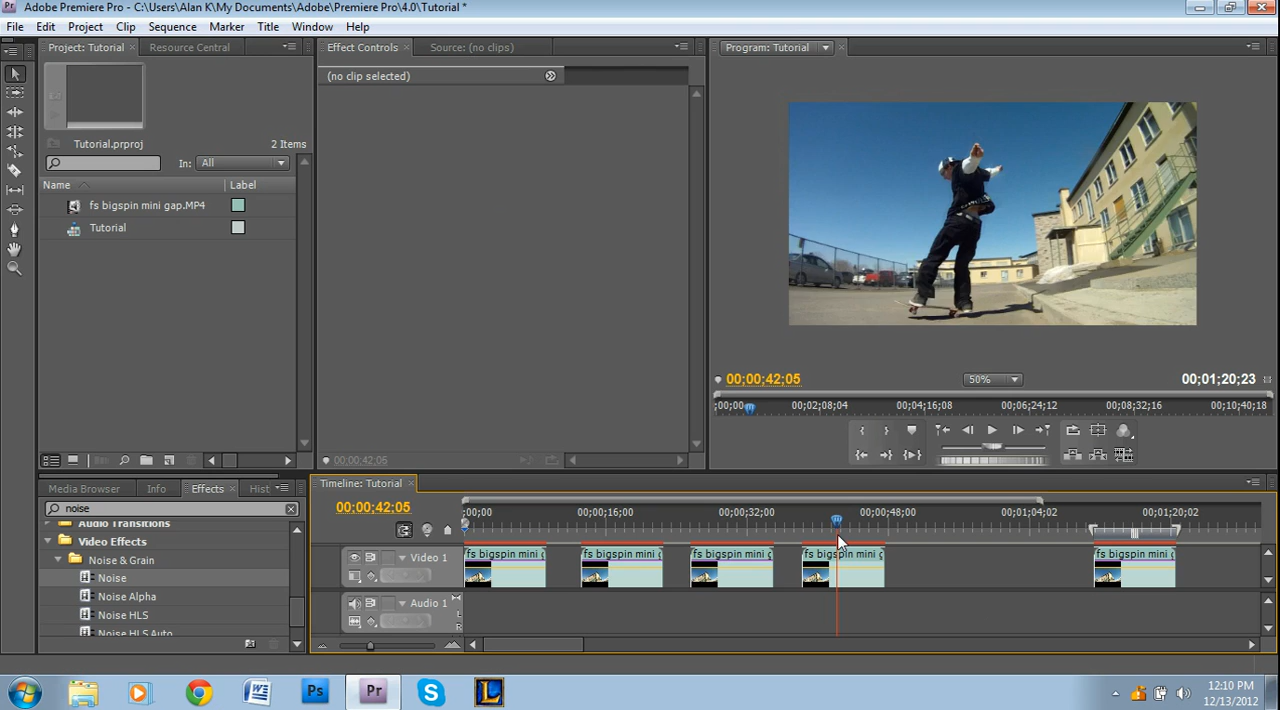 Adobe Premiere Pro - C:\Users\Alan K\My Documents\Adobe\Premiere Pro\4.0\Tutorial *
File Edit Project Clip Sequence Marker Title Window Help
Project: Tutorial Resource Central
Effect Controls Source: (no clips)
Program: Tutorial
(no clip selected)
Tutorial.prproj 2 Items
In: All
Name Label
fs bigspin mini gap.MP4
Tutorial
00;00;42;05 50% 00;01;20;23
;00;00 00;02;08;04 00;04;16;08 00;06;24;12 00;08;32;16 00;10;40;18
00;00;42;05
Media Browser Info Effects Hist
noise
Audio Transitions
Video Effects
Noise & Grain
Noise
Noise Alpha
Noise HLS
Noise HLS Auto
Timeline: Tutorial
00;00;42;05
;00;00 00;00;16;00 00;00;32;00 00;00;48;00 00;01;04;02 00;01;20;02
Video 1
fs bigspin mini fs bigspin mini fs bigspin mini fs bigspin mini fs bigspin mini
Audio 1
L
R
Ps Pr S L
12:10 PM
12/13/2012